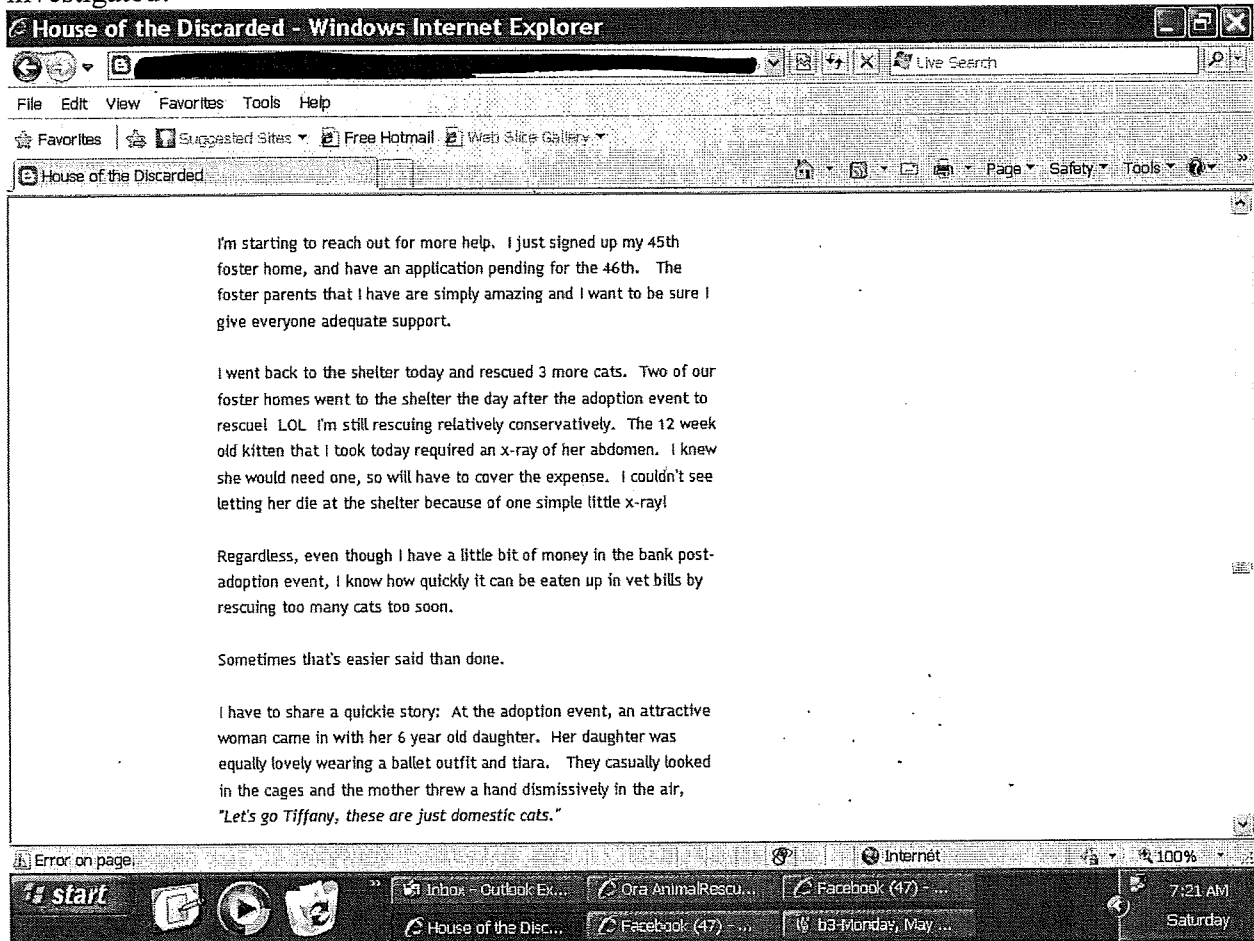 House of the Discarded - Windows Internet Explorer
Live Search
File Edit View Favorites Tools Help
Favorites Suggested Sites Free Hotmail Web Slice Gallery
House of the Discarded Page Safety Tools
I'm starting to reach out for more help. I just signed up my 45th
foster home, and have an application pending for the 46th. The
foster parents that I have are simply amazing and I want to be sure I
give everyone adequate support.
I went back to the shelter today and rescued 3 more cats. Two of our
foster homes went to the shelter the day after the adoption event to
rescue! LOL I'm still rescuing relatively conservatively. The 12 week
old kitten that I took today required an x-ray of her abdomen. I knew
she would need one, so will have to cover the expense. I couldn't see
letting her die at the shelter because of one simple little x-ray!
Regardless, even though I have a little bit of money in the bank post-
adoption event, I know how quickly it can be eaten up in vet bills by
rescuing too many cats too soon.
Sometimes that's easier said than done.
I have to share a quickie story: At the adoption event, an attractive
woman came in with her 6 year old daughter. Her daughter was
equally lovely wearing a ballet outfit and tiara. They casually looked
in the cages and the mother threw a hand dismissively in the air,
"Let's go Tiffany, these are just domestic cats."
Error on page. Internet 100%
start Inbox - Outlook Ex... Ora AnimalRescu... Facebook (47) - ... 7:21 AM
House of the Disc... Facebook (47) - ... b3-Monday, May ... Saturday